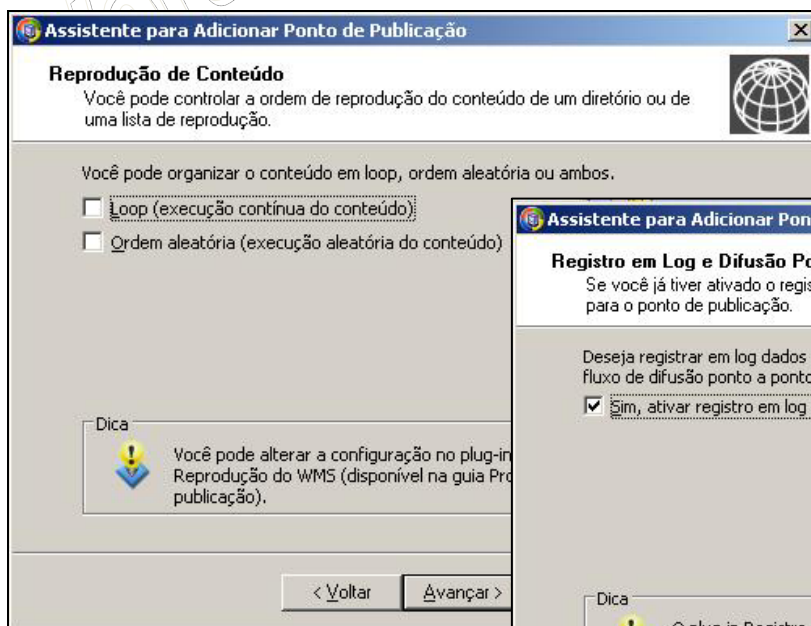 Assistente para Adicionar Ponto de Publicação
Reprodução de Conteúdo
Você pode controlar a ordem de reprodução do conteúdo de um diretório ou de
uma lista de reprodução.
Você pode organizar o conteúdo em loop, ordem aleatória ou ambos.
Loop (execução contínua do conteúdo)
Ordem aleatória (execução aleatória do conteúdo)
Dica
Você pode alterar a configuração no plug-in
Reprodução do WMS (disponível na guia Pro
publicação).
< Voltar
Avançar >
Assistente para Adicionar Pon
Registro em Log e Difusão Po
Se você já tiver ativado o regis
para o ponto de publicação.
Deseja registrar em log dados
fluxo de difusão ponto a ponto
Sim, ativar registro em log
Dica
O plug-in Registro